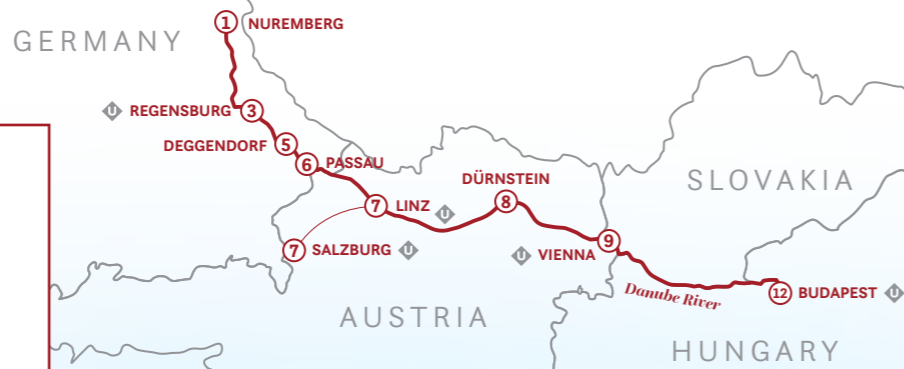 1 NUREMBERG
GERMANY
U REGENSBURG 3
DEGGENDORF 5
6 PASSAU
DÜRNSTEIN
SLOVAKIA
7 LINZ U
8
7 SALZBURG U
U VIENNA 9
Danube River
12 BUDAPEST U
AUSTRIA
HUNGARY